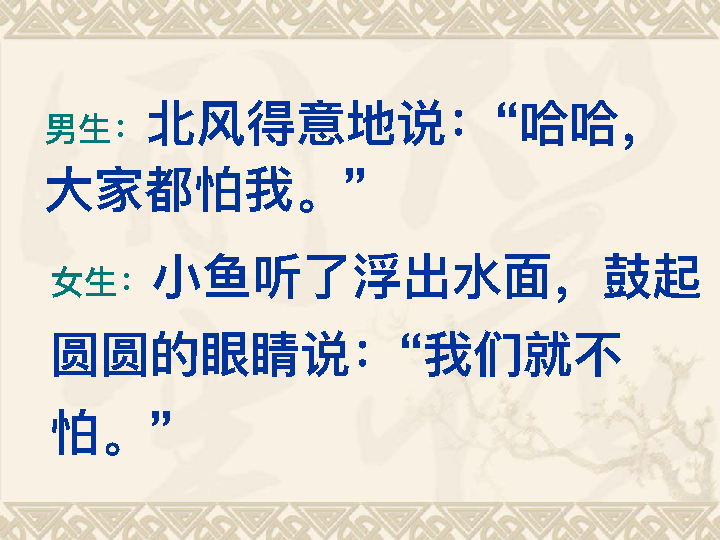 男生：北风得意地说：“哈哈，
大家都怕我。”
女生：小鱼听了浮出水面，鼓起
圆圆的眼睛说：“我们就不
怕。”